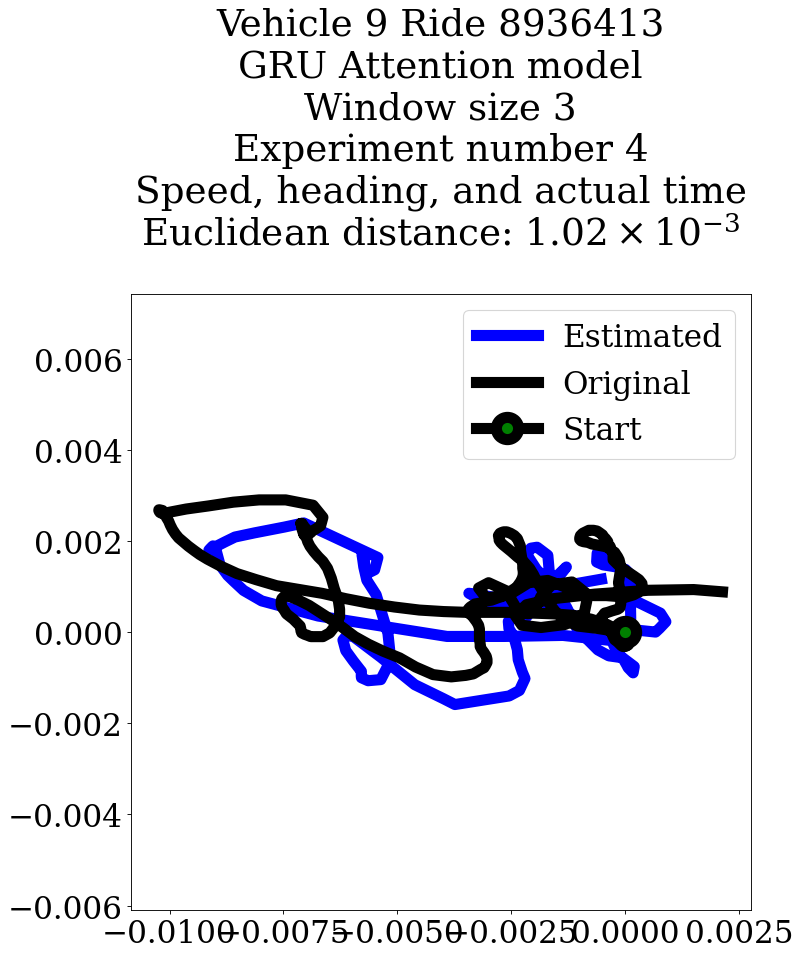 Vehicle 9 Ride 8936413
GRU Attention model
Window size 3
Experiment number 4
Speed, heading, and actual time
Euclidean distance: 1.02 × 10⁻³
Estimated
Original
Start
0.006
0.004
0.002
0.000
−0.002
−0.004
−0.006
−0.0100
−0.0075
−0.0050
−0.0025
0.0000
0.0025